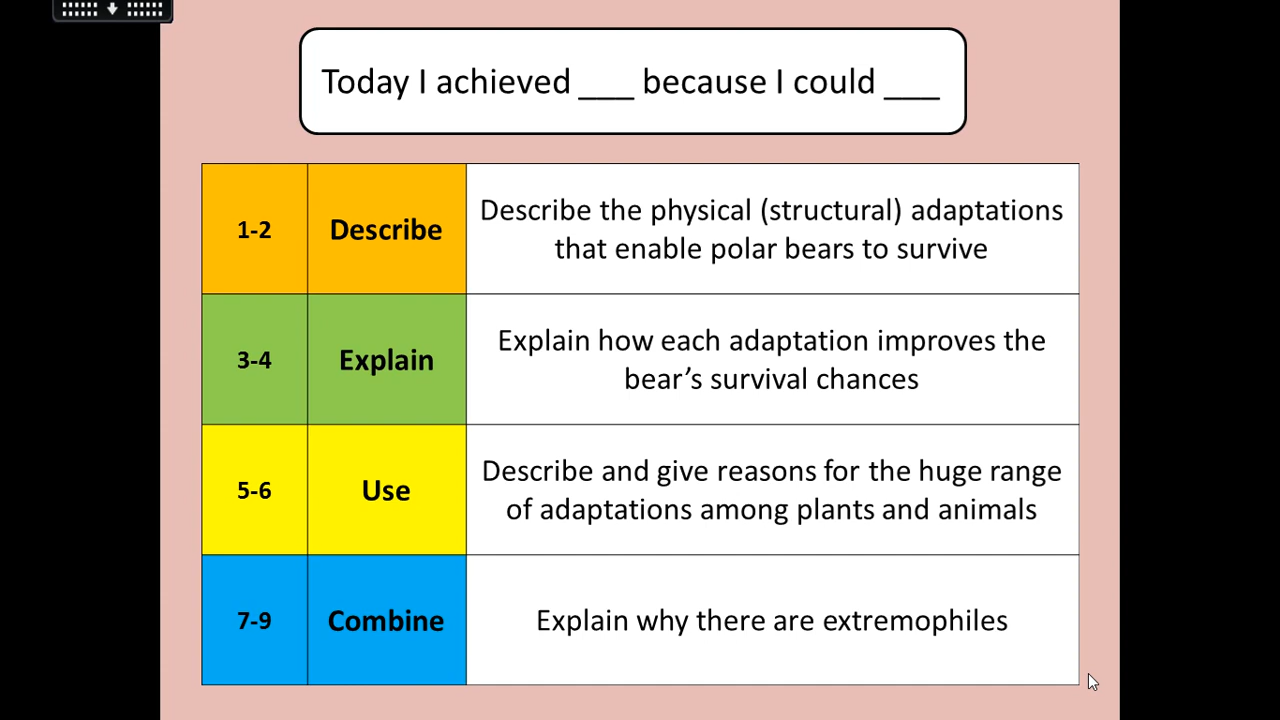 Today I achieved ___ because I could ___
1-2
Describe
Describe the physical (structural) adaptations
that enable polar bears to survive
3-4
Explain
Explain how each adaptation improves the
bear’s survival chances
5-6
Use
Describe and give reasons for the huge range
of adaptations among plants and animals
7-9
Combine
Explain why there are extremophiles